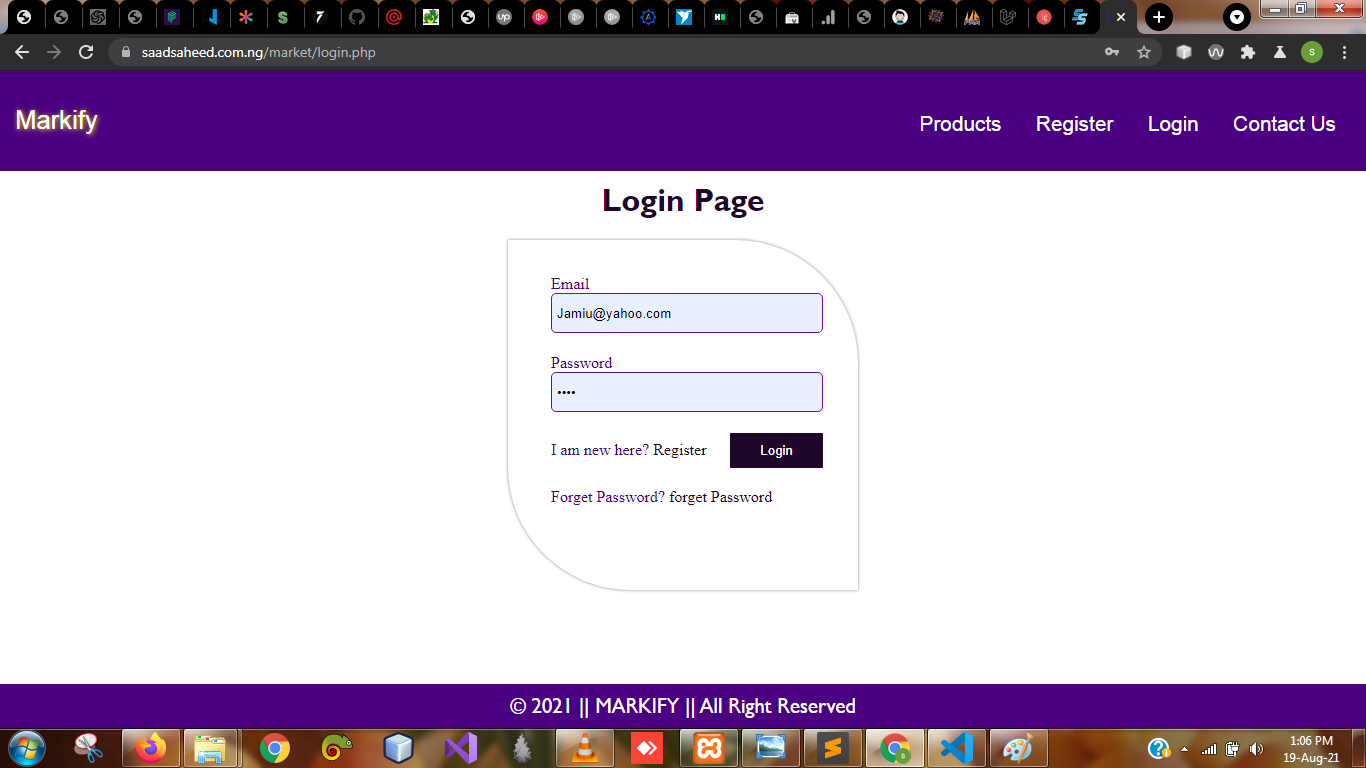 saadsaheed.com.ng/market/login.php
Markify
Products Register Login Contact Us
Login Page
Email
Jamiu@yahoo.com
Password
••••
I am new here? Register Login
Forget Password? forget Password
© 2021 || MARKIFY || All Right Reserved
1:06 PM
19-Aug-21